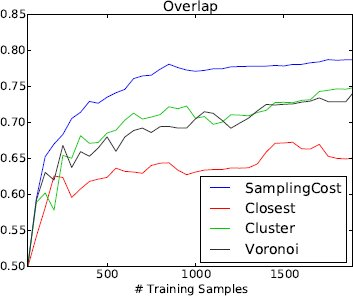 Overlap
0.85
0.80
0.75
0.70
0.65
0.60
0.55
0.50
SamplingCost
Closest
Cluster
Voronoi
500 1000 1500
# Training Samples